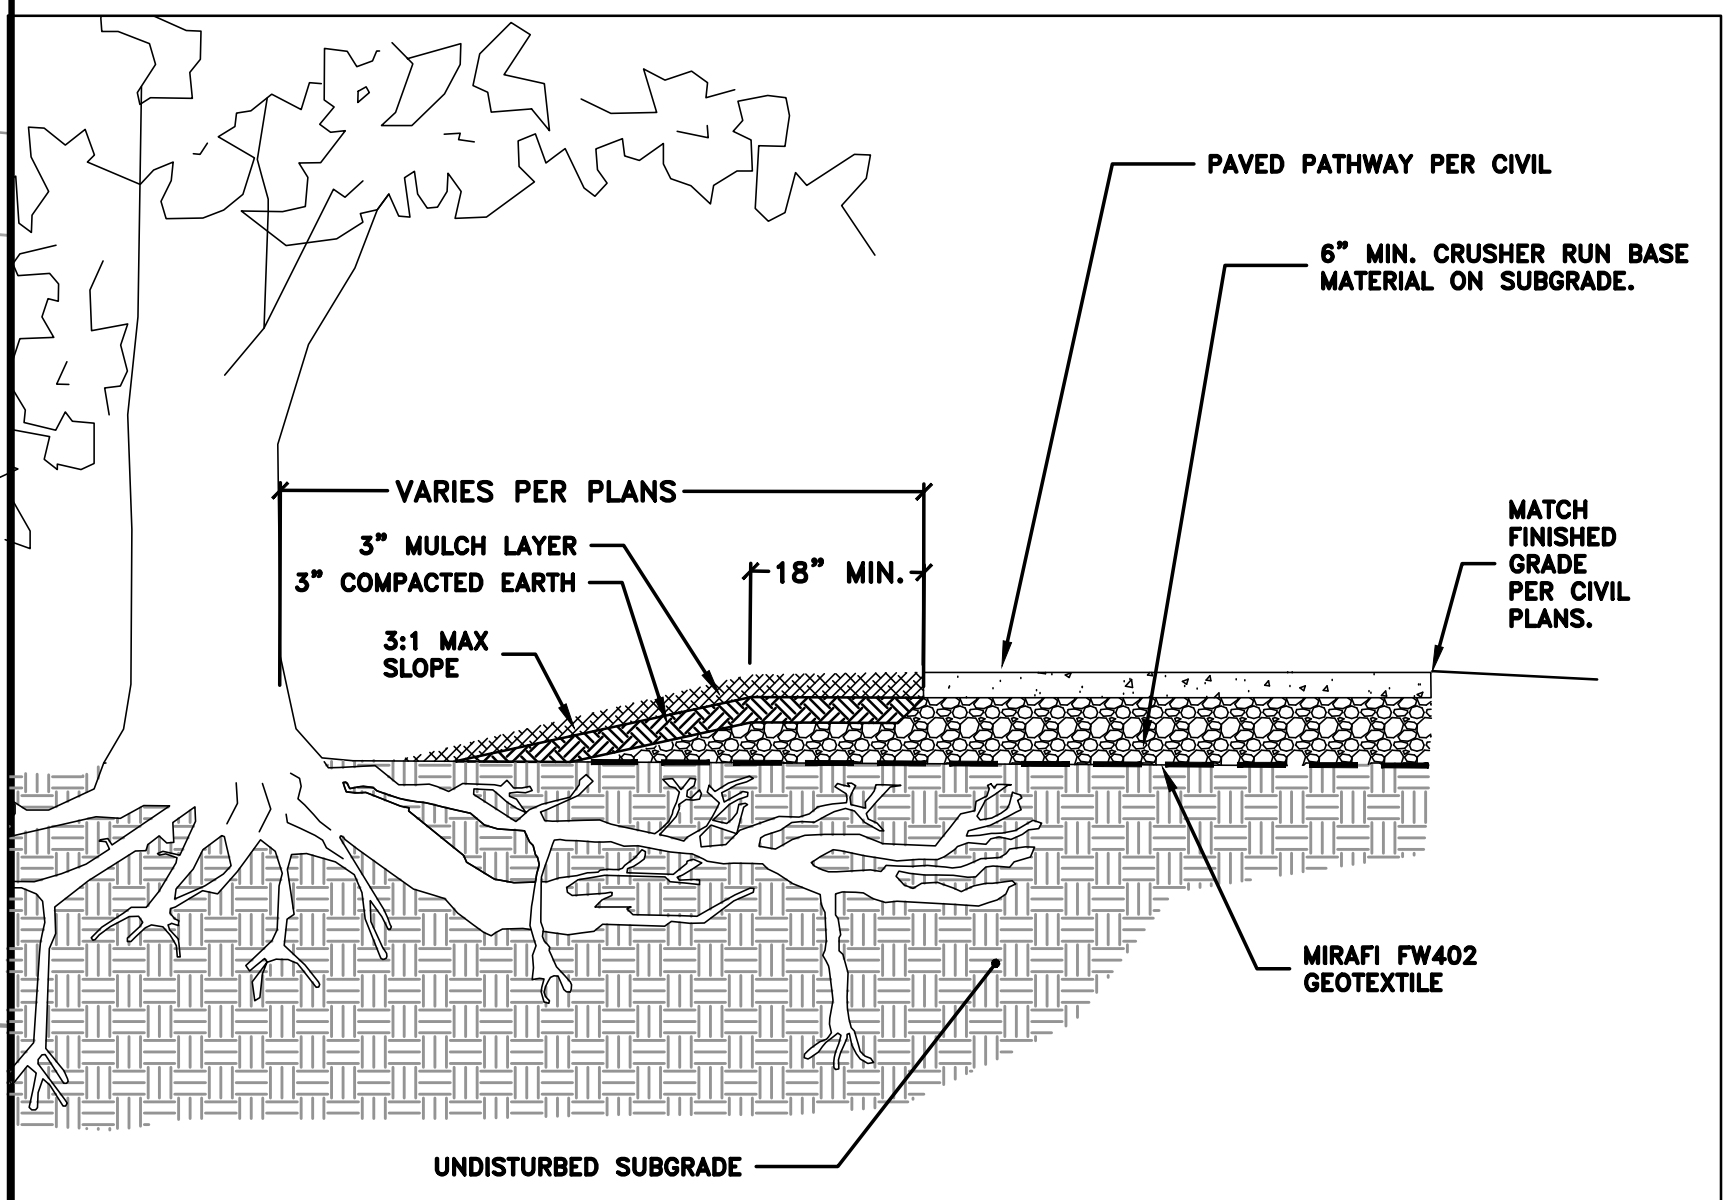 PAVED PATHWAY PER CIVIL
6" MIN. CRUSHER RUN BASE
MATERIAL ON SUBGRADE.
VARIES PER PLANS
MATCH
FINISHED
GRADE
PER CIVIL
PLANS.
3" MULCH LAYER
18" MIN.
3" COMPACTED EARTH
3:1 MAX
SLOPE
MIRAFI FW402
GEOTEXTILE
UNDISTURBED SUBGRADE